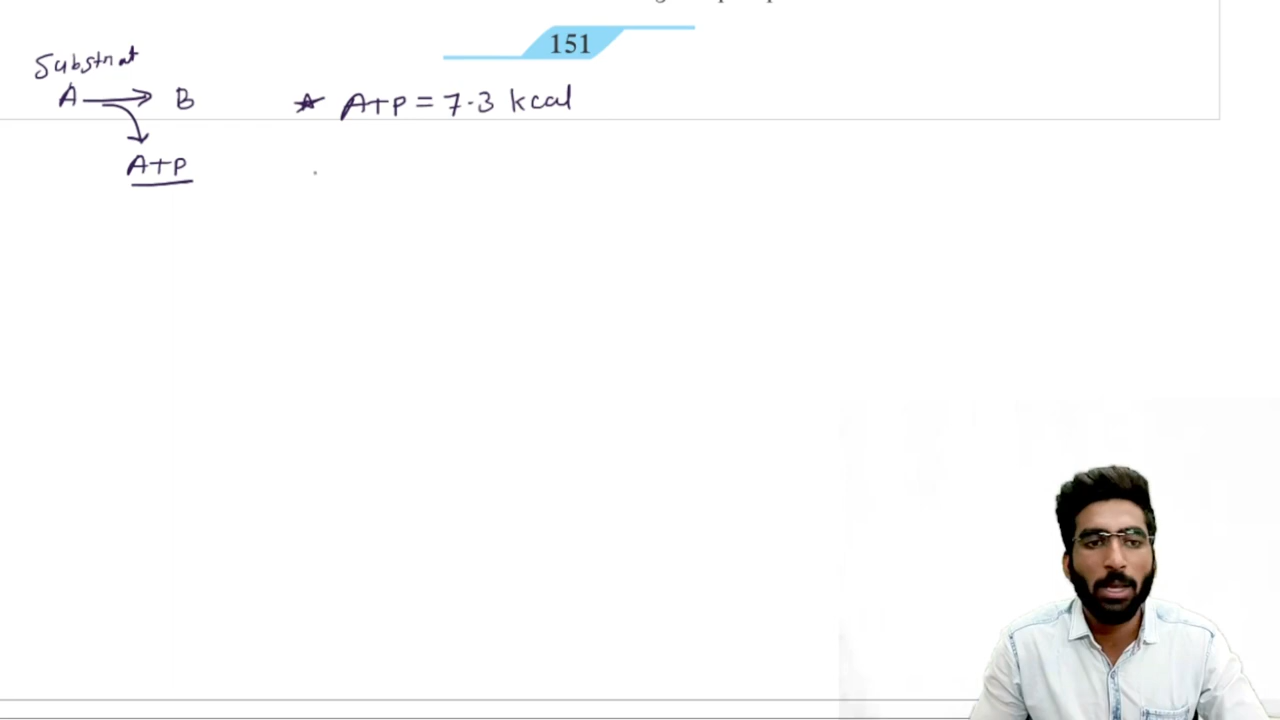 151
Substrat
A → B
★ ATP = 7.3 kcal
ATP